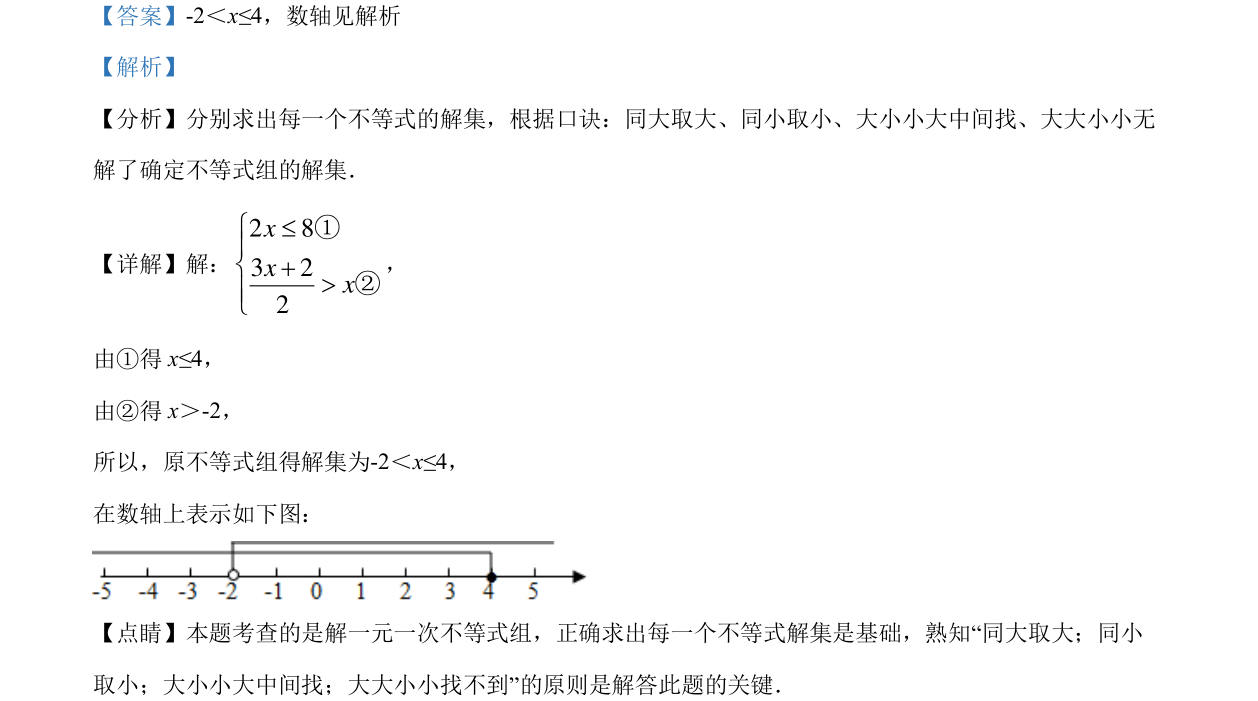 【答案】-2＜x≤4，数轴见解析
【解析】
【分析】分别求出每一个不等式的解集，根据口诀：同大取大、同小取小、大小小大中间找、大大小小无
解了确定不等式组的解集．
【详解】解：{2x≤8①
(3x+2)/2＞x②，
由①得 x≤4，
由②得 x＞-2，
所以，原不等式组得解集为-2＜x≤4，
在数轴上表示如下图：
-5 -4 -3 -2 -1 0 1 2 3 4 5
【点睛】本题考查的是解一元一次不等式组，正确求出每一个不等式解集是基础，熟知“同大取大；同小
取小；大小小大中间找；大大小小找不到”的原则是解答此题的关键．